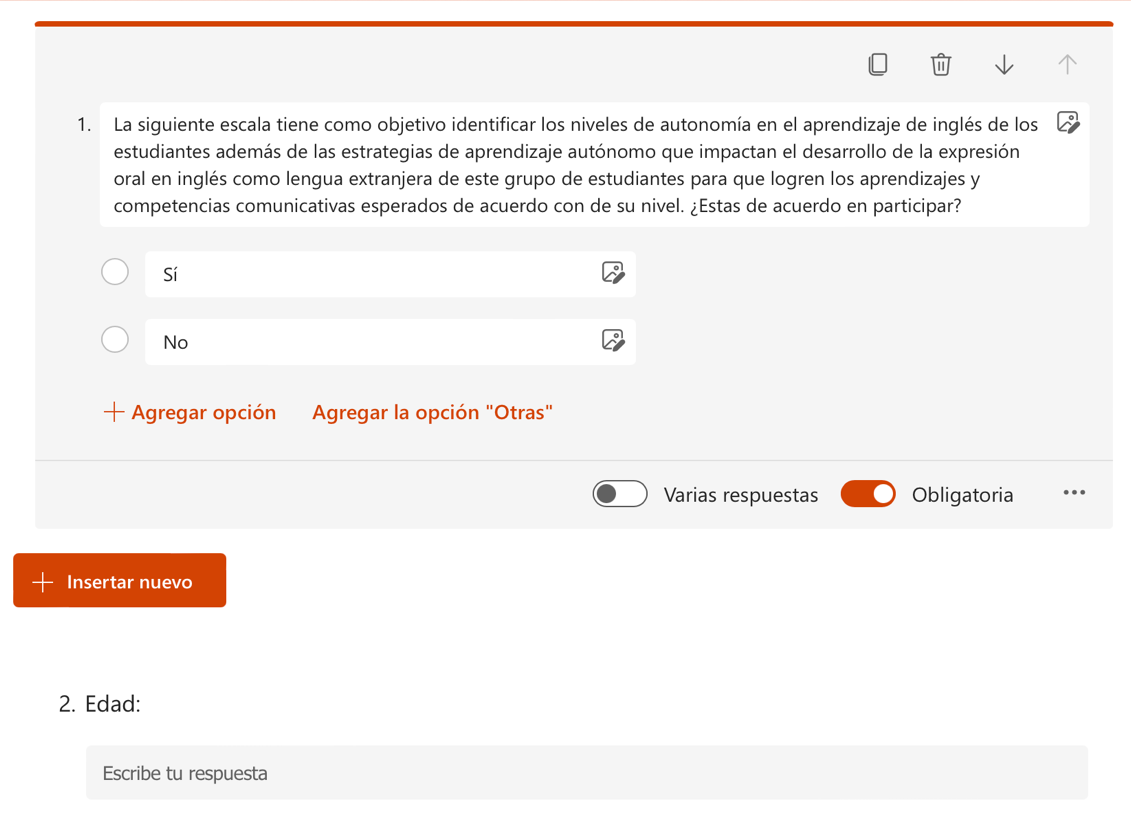 1. La siguiente escala tiene como objetivo identificar los niveles de autonomía en el aprendizaje de inglés de los
estudiantes además de las estrategias de aprendizaje autónomo que impactan el desarrollo de la expresión
oral en inglés como lengua extranjera de este grupo de estudiantes para que logren los aprendizajes y
competencias comunicativas esperados de acuerdo con de su nivel. ¿Estas de acuerdo en participar?
Sí
No
Agregar opción Agregar la opción "Otras"
Varias respuestas Obligatoria
Insertar nuevo
2. Edad:
Escribe tu respuesta